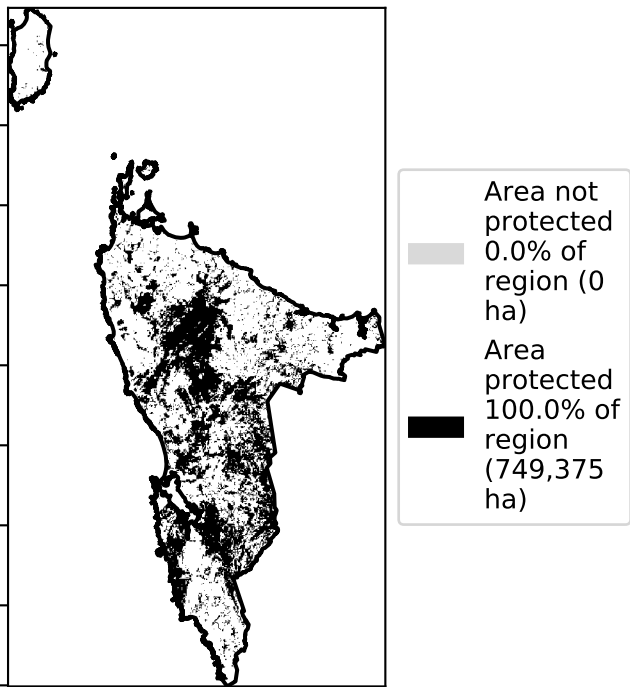 Area not
protected
0.0% of
region (0
ha)
Area
protected
100.0% of
region
(749,375
ha)